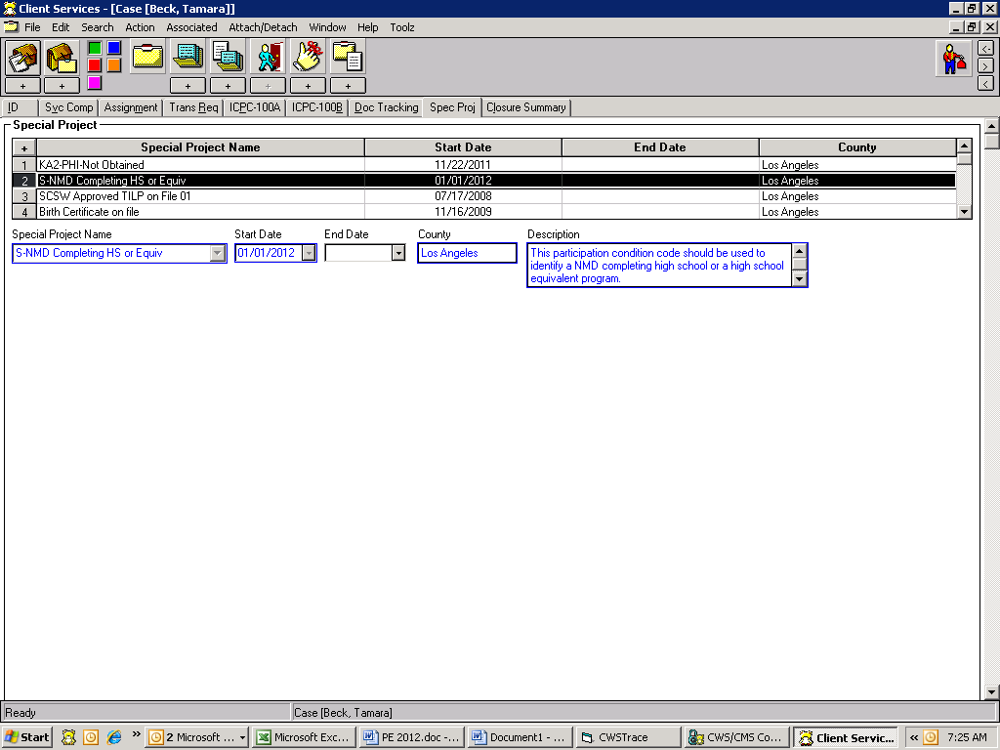 Client Services - [Case [Beck, Tamara]]
File Edit Search Action Associated Attach/Detach Window Help Toolz
+ + + + + + +
<-
>
<
ID Svc Comp Assignment Trans Req ICPC-100A ICPC-100B Doc Tracking Spec Proj Closure Summary
Special Project
+ Special Project Name Start Date End Date County
1 KA2-PHI-Not Obtained 11/22/2011 Los Angeles
2 S-NMD Completing HS or Equiv 01/01/2012 Los Angeles
3 SCSW Approved TILP on File 01 07/17/2008 Los Angeles
4 Birth Certificate on file 11/16/2009 Los Angeles
Special Project Name Start Date End Date County Description
S-NMD Completing HS or Equiv 01/01/2012 Los Angeles
This participation condition code should be used to
identify a NMD completing high school or a high school
equivalent program.
Ready Case [Beck, Tamara]
Start » 2 Microsoft ... Microsoft Exc... PE 2012.doc -... Document1 - ... CWSTrace CWS/CMS Co... Client Servic... « 7:25 AM